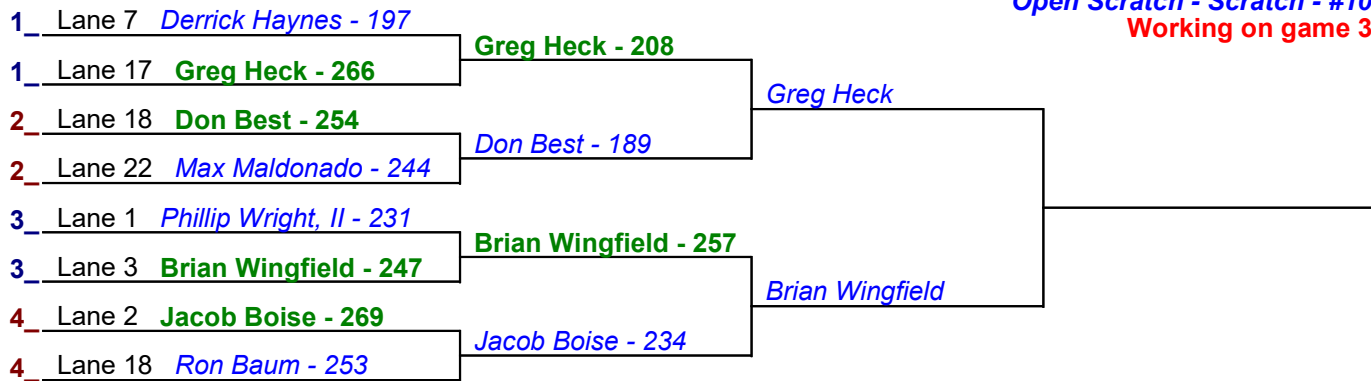 Open Scratch - Scratch - #10
Working on game 3
1_ Lane 7 Derrick Haynes - 197
Greg Heck - 208
1_ Lane 17 Greg Heck - 266
Greg Heck
2_ Lane 18 Don Best - 254
Don Best - 189
2_ Lane 22 Max Maldonado - 244
3_ Lane 1 Phillip Wright, II - 231
Brian Wingfield - 257
3_ Lane 3 Brian Wingfield - 247
Brian Wingfield
4_ Lane 2 Jacob Boise - 269
Jacob Boise - 234
4_ Lane 18 Ron Baum - 253